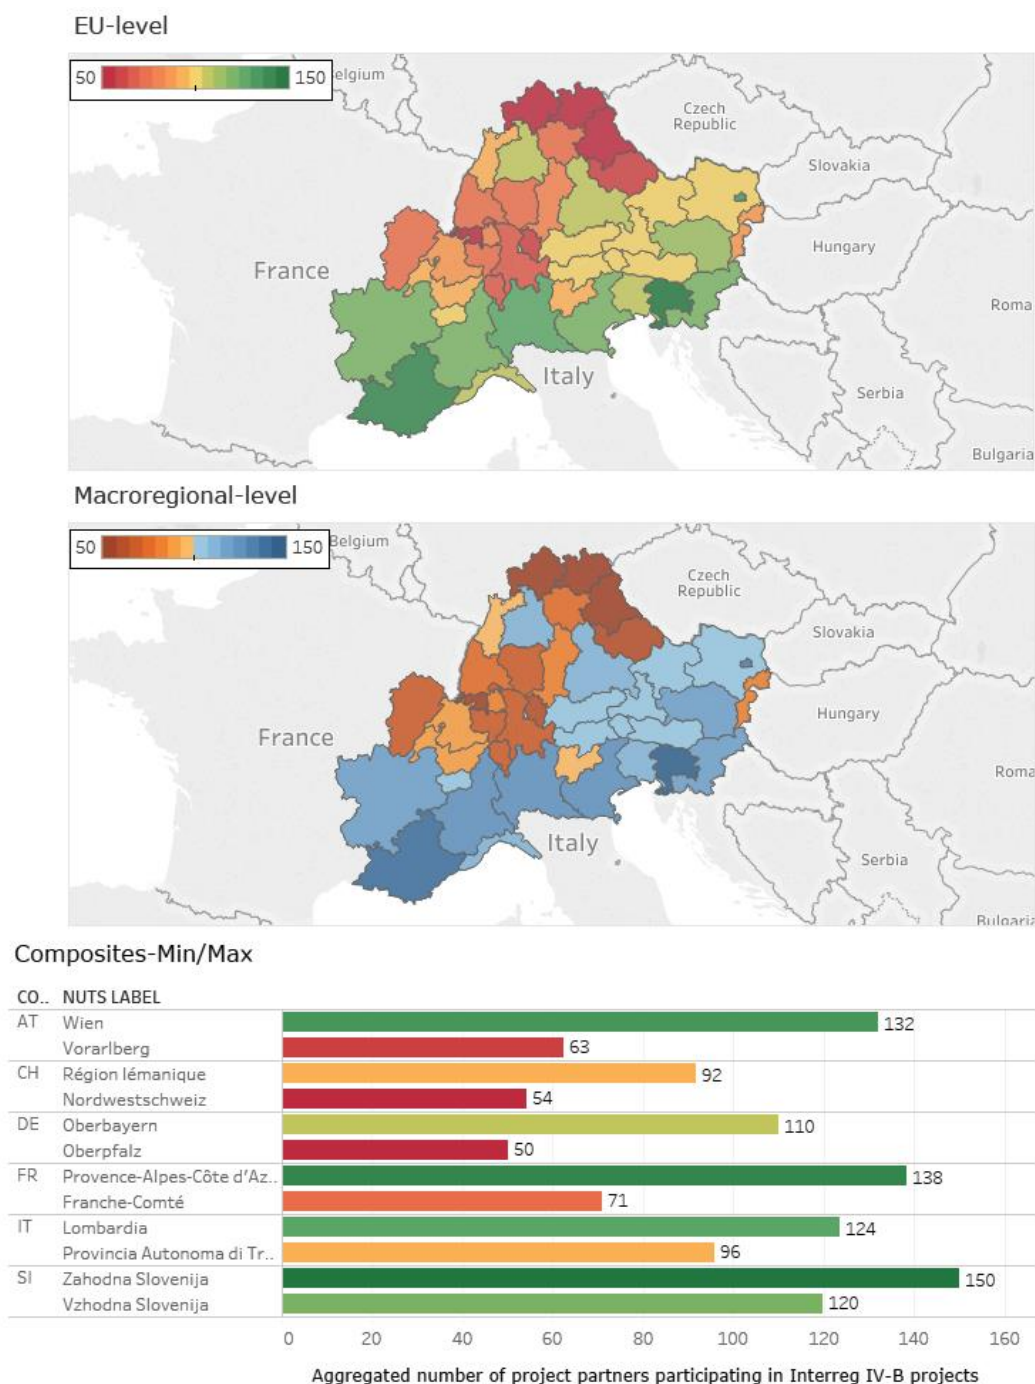 EU-level
50 150
elgium
Czech
Republic
Slovakia
France
Hungary
Roma
Italy
Serbia
Bulgaria
Macroregional-level
50 150
Belgium
Czech
Republic
Slovakia
France
Hungary
Roma
Italy
Serbia
Bulgaria
Composites-Min/Max
CO.. NUTS LABEL
AT Wien 132
Vorarlberg 63
CH Région lémanique 92
Nordwestschweiz 54
DE Oberbayern 110
Oberpfalz 50
FR Provence-Alpes-Côte d'Az.. 138
Franche-Comté 71
IT Lombardia 124
Provincia Autonoma di Tr.. 96
SI Zahodna Slovenija 150
Vzhodna Slovenija 120
0 20 40 60 80 100 120 140 160
Aggregated number of project partners participating in Interreg IV-B projects